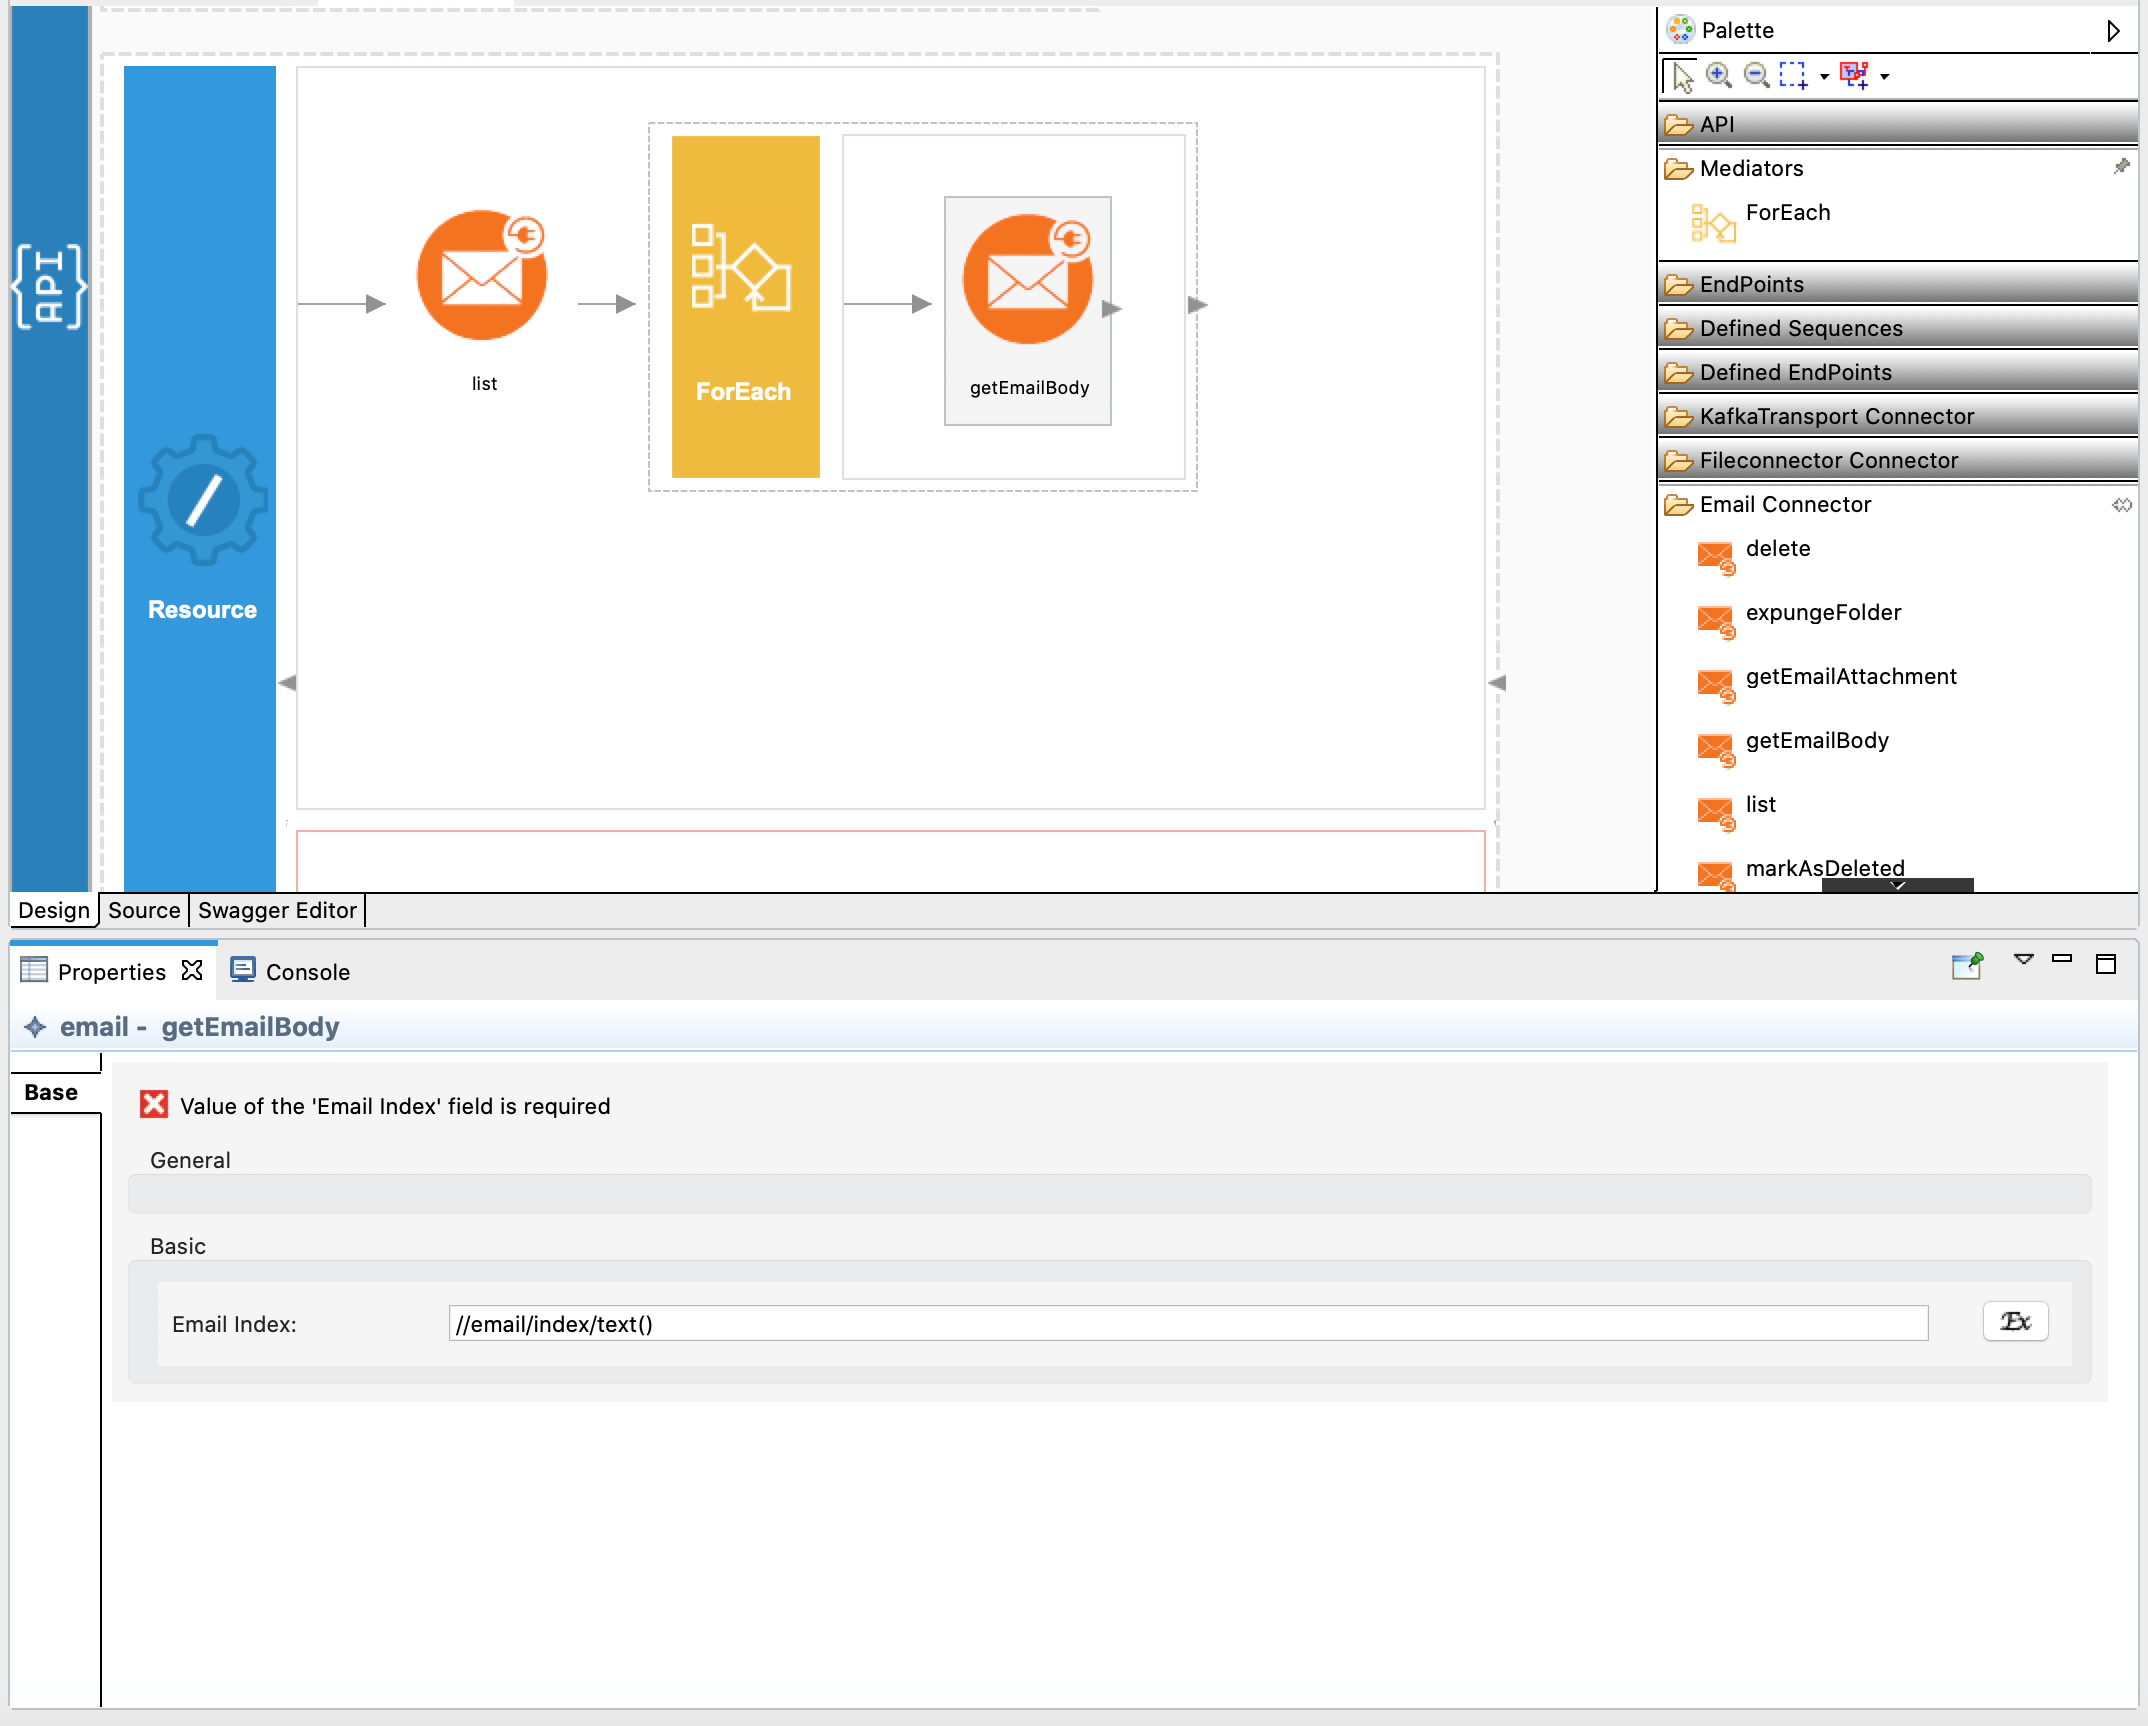 {API}
Resource
list
ForEach
getEmailBody
Palette
API
Mediators
ForEach
EndPoints
Defined Sequences
Defined EndPoints
KafkaTransport Connector
Fileconnector Connector
Email Connector
delete
expungeFolder
getEmailAttachment
getEmailBody
list
markAsDeleted
Design Source Swagger Editor
Properties Console
email - getEmailBody
Base
Value of the 'Email Index' field is required
General
Basic
Email Index: //email/index/text() Ex